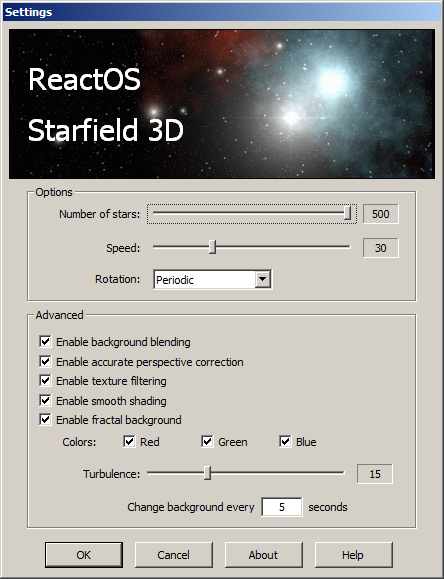 Settings
ReactOS
Starfield 3D
Options
Number of stars: 500
Speed: 30
Rotation: Periodic
Advanced
Enable background blending
Enable accurate perspective correction
Enable texture filtering
Enable smooth shading
Enable fractal background
Colors: Red Green Blue
Turbulence: 15
Change background every 5 seconds
OK Cancel About Help